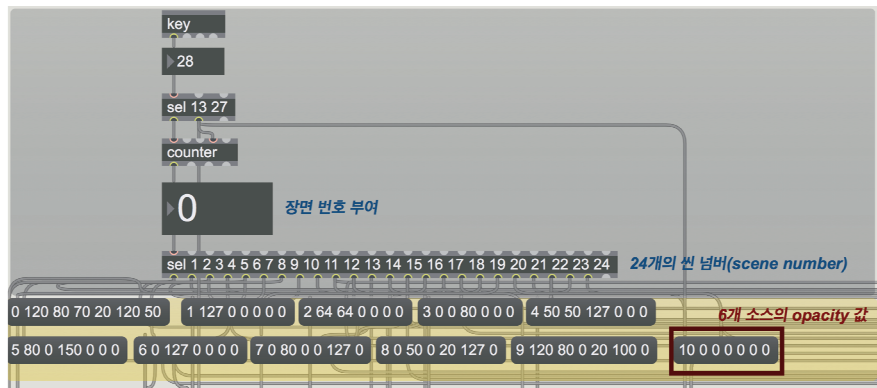 key
28
sel 13 27
counter
0
장면 번호 부여
sel 1 2 3 4 5 6 7 8 9 10 11 12 13 14 15 16 17 18 19 20 21 22 23 24
24개의 씬 넘버(scene number)
0 120 80 70 20 120 50
1 127 0 0 0 0 0
2 64 64 0 0 0 0
3 0 0 80 0 0 0
4 50 50 127 0 0 0
6개 소스의 opacity 값
5 80 0 150 0 0 0
6 0 127 0 0 0 0
7 0 80 0 0 127 0
8 0 50 0 20 127 0
9 120 80 0 20 100 0
10 0 0 0 0 0 0